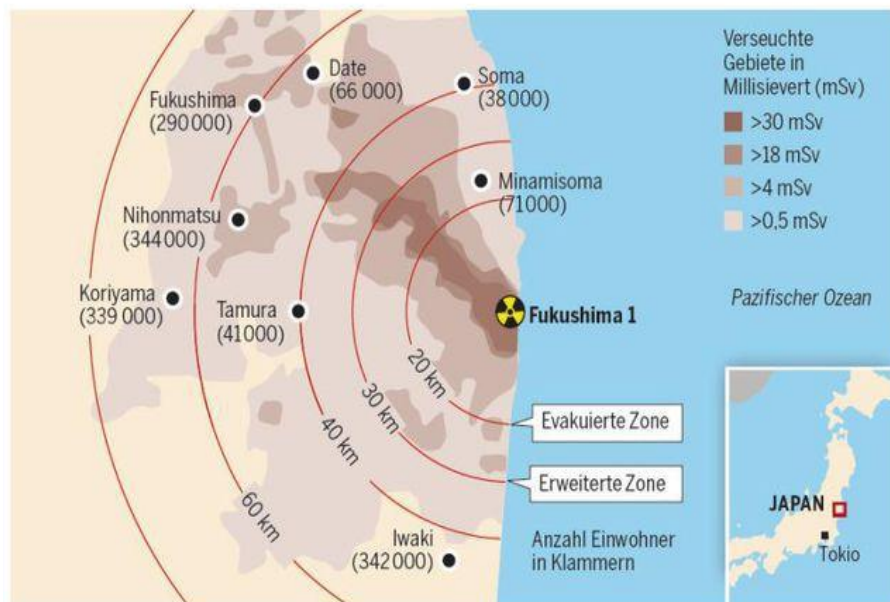 Date
(66 000)
Soma
(38000)
Fukushima
(290000)
Minamisoma
(71000)
Nihonmatsu
(344000)
Koriyama
(339 000)
Tamura
(41000)
Fukushima 1
20 km
30 km
40 km
60 km
Evakuierte Zone
Erweiterte Zone
Iwaki
(342000)
Anzahl Einwohner
in Klammern
Verseuchte
Gebiete in
Millisievert (mSv)
>30 mSv
>18 mSv
>4 mSv
>0,5 mSv
Pazifischer Ozean
JAPAN
Tokio